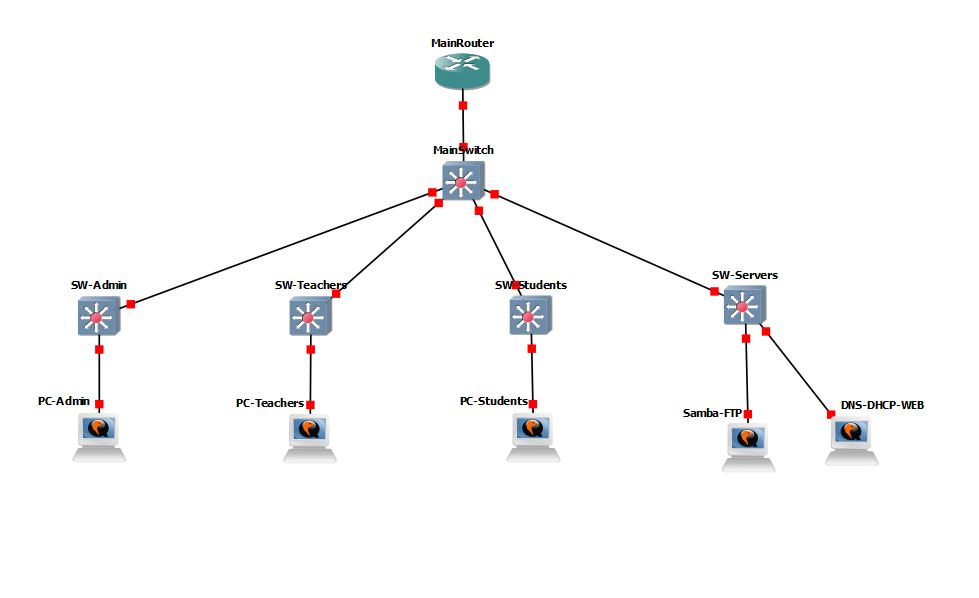 MainRouter
MainSwitch
SW-Admin
SW-Teachers
SW-Students
SW-Servers
PC-Admin
PC-Teachers
PC-Students
Samba-FTP
DNS-DHCP-WEB